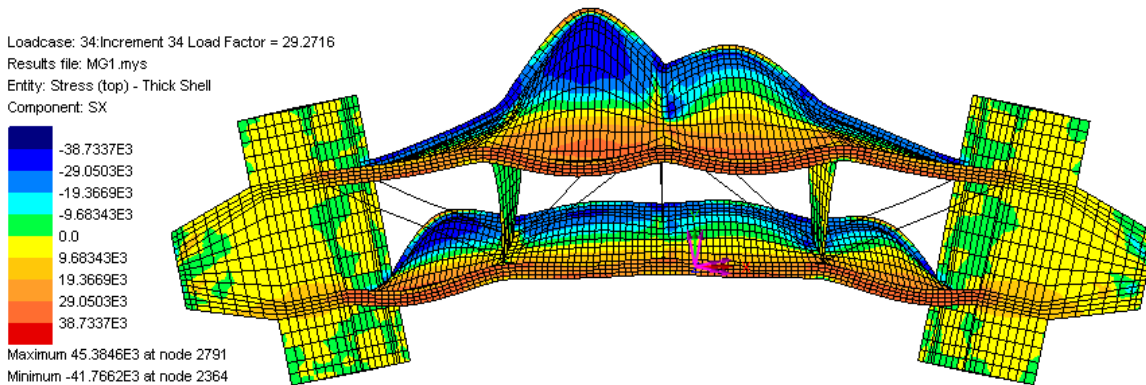 Loadcase: 34:Increment 34 Load Factor = 29.2716
Results file: MG1.mys
Entity: Stress (top) - Thick Shell
Component: SX
-38.7337E3
-29.0503E3
-19.3669E3
-9.68343E3
0.0
9.68343E3
19.3669E3
29.0503E3
38.7337E3
Maximum 45.3846E3 at node 2791
Minimum -41.7662E3 at node 2364